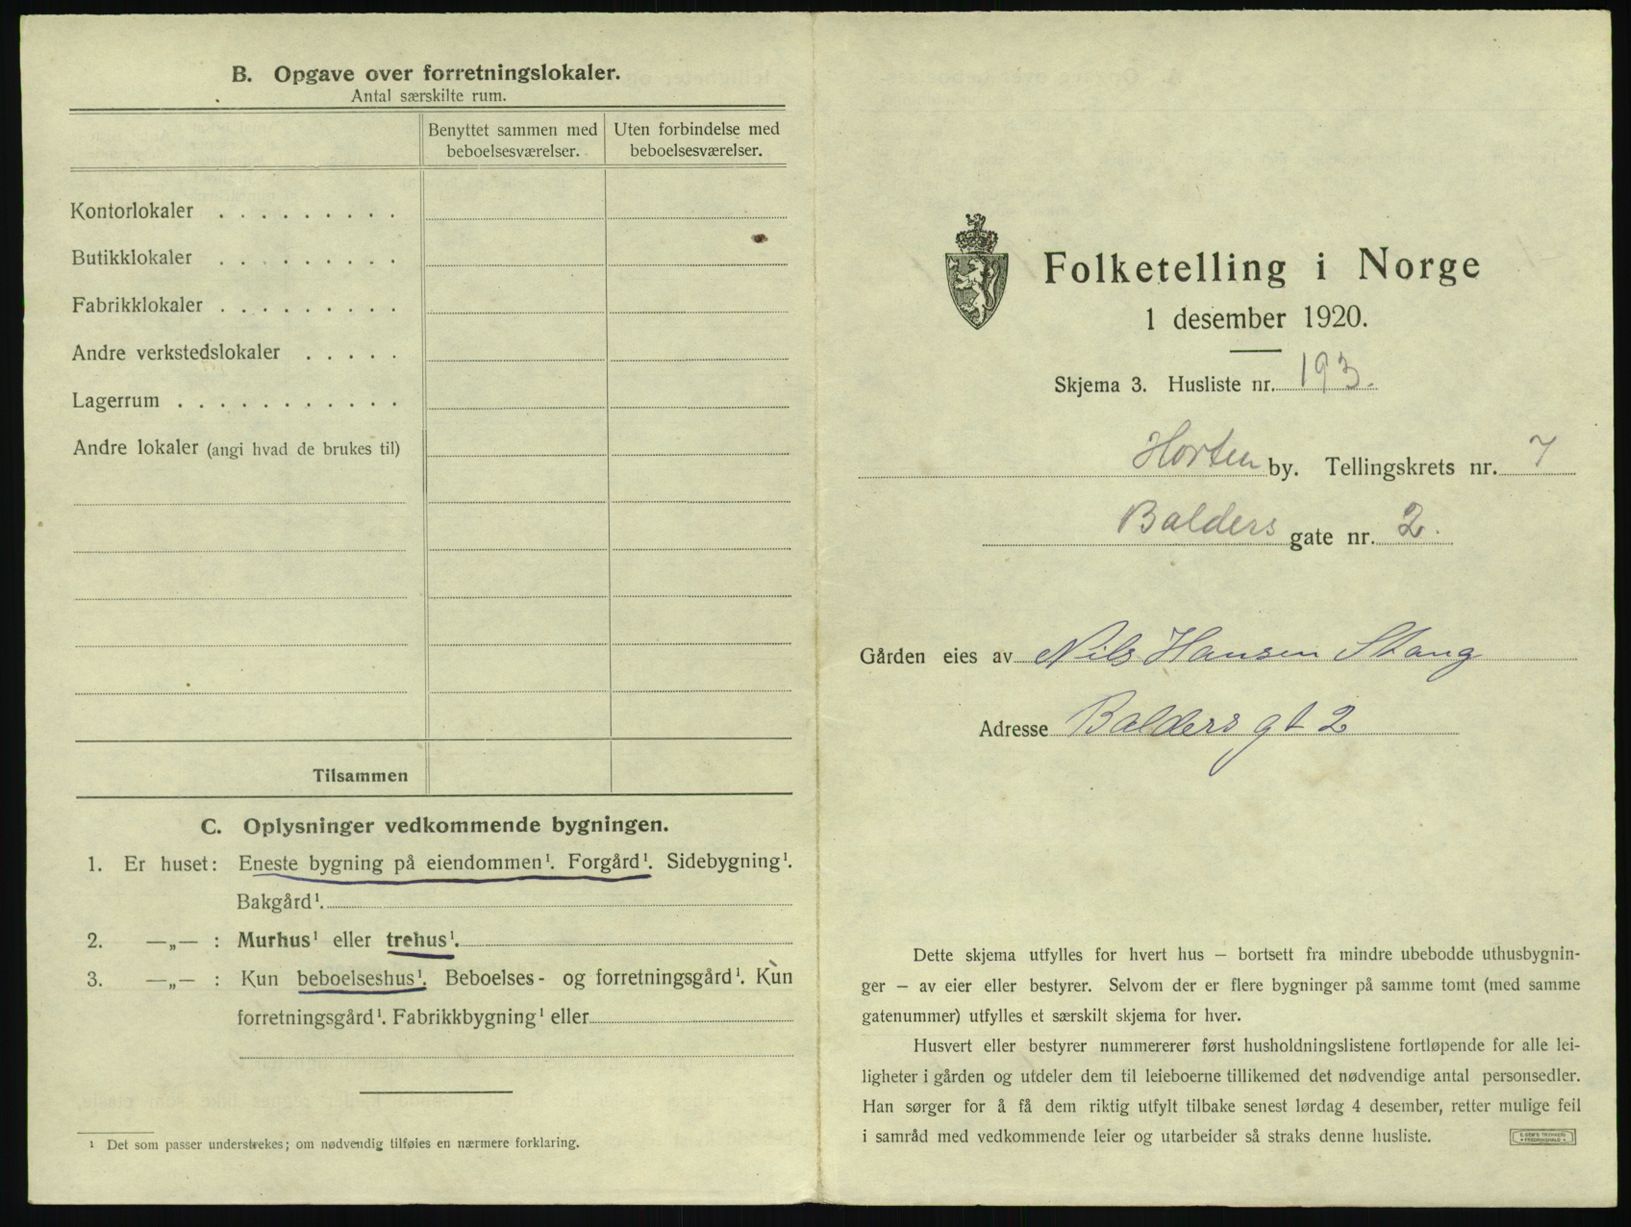 B. Opgave over forretningslokaler.
Antal særskilte rum.
Benyttet sammen med beboelsesværelser.
Uten forbindelse med beboelsesværelser.
Kontorlokaler . . . . . . . . .
Butikklokaler . . . . . . . . .
Fabrikklokaler . . . . . . . . .
Andre verkstedslokaler . . . . .
Lagerrum . . . . . . . . . . .
Andre lokaler (angi hvad de brukes til)
Tilsammen
C. Oplysninger vedkommende bygningen.
1. Er huset: Eneste bygning på eiendommen¹. Forgård¹. Sidebygning¹.
Bakgård¹.
2. —„— : Murhus¹ eller trehus¹.
3. —„— : Kun beboelseshus¹. Beboelses- og forretningsgård¹. Kun
forretningsgård¹. Fabrikkbygning¹ eller
¹ Det som passer understrekes; om nødvendig tilføies en nærmere forklaring.
Folketelling i Norge
1 desember 1920.
Skjema 3. Husliste nr. 193.
Horten by. Tellingskrets nr. 7
Balders gate nr. 2.
Gården eies av Nils Hansen Stang
Adresse Balders gt 2
Dette skjema utfylles for hvert hus – bortsett fra mindre ubebodde uthusbygnin-
ger – av eier eller bestyrer. Selvom der er flere bygninger på samme tomt (med samme
gatenummer) utfylles et særskilt skjema for hver.
Husvert eller bestyrer nummererer først husholdningslistene fortløpende for alle lei-
ligheter i gården og utdeler dem til leieboerne tillikemed det nødvendige antal personsedler.
Han sørger for å få dem riktig utfylt tilbake senest lørdag 4 desember, retter mulige feil
i samråd med vedkommende leier og utarbeider så straks denne husliste.